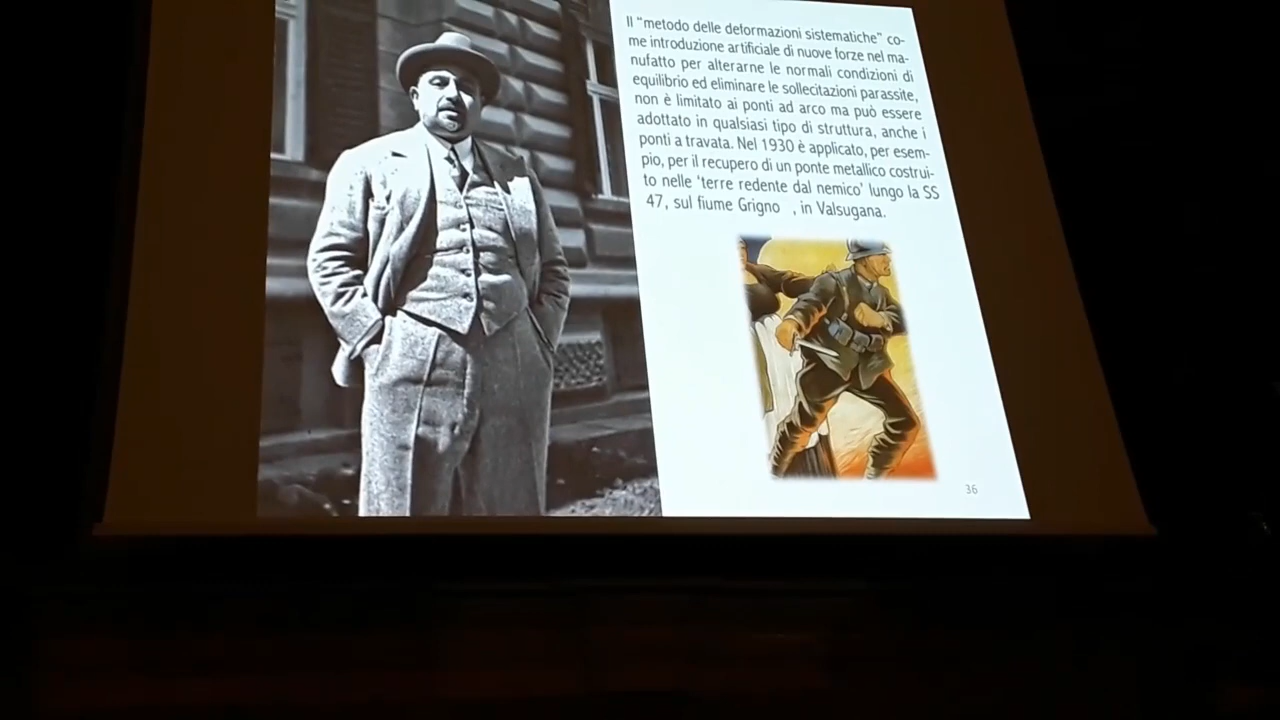 Il "metodo delle deformazioni sistematiche" co-
me introduzione artificiale di nuove forze nel ma-
nufatto per alterarne le normali condizioni di
equilibrio ed eliminare le sollecitazioni parassite,
non è limitato ai ponti ad arco ma può essere
adottato in qualsiasi tipo di struttura, anche i
ponti a travata. Nel 1930 è applicato, per esem-
pio, per il recupero di un ponte metallico costrui-
to nelle 'terre redente dal nemico' lungo la SS
47, sul fiume Grigno , in Valsugana.
36